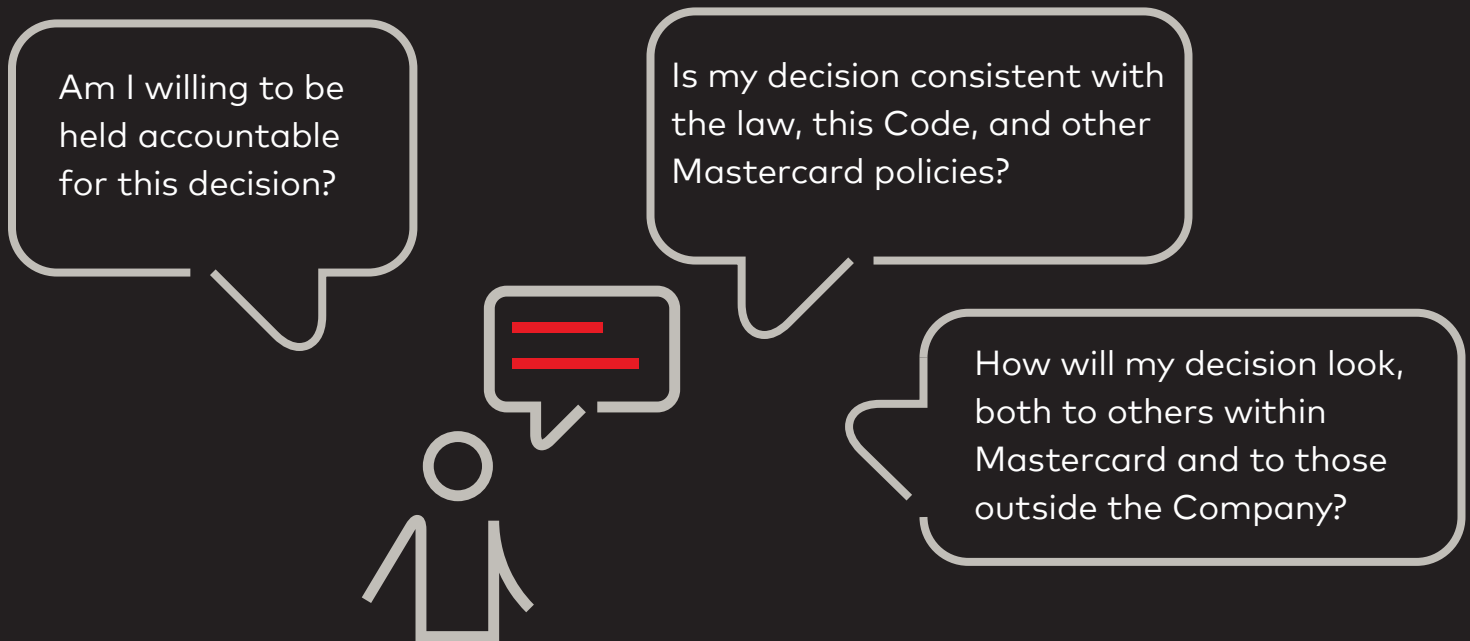 Am I willing to be
held accountable
for this decision?
Is my decision consistent with
the law, this Code, and other
Mastercard policies?
How will my decision look,
both to others within
Mastercard and to those
outside the Company?